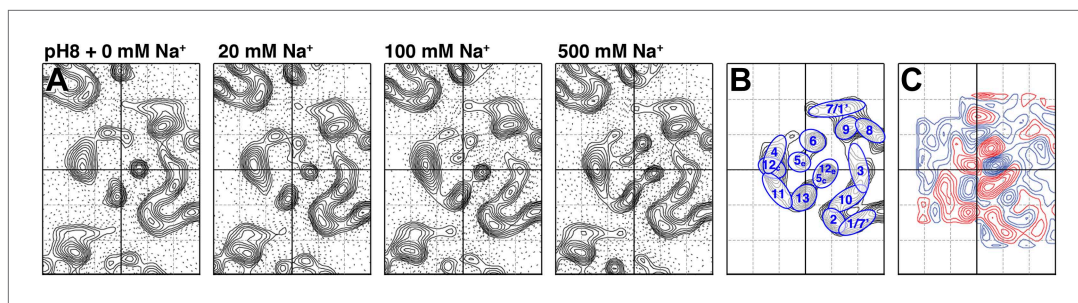 pH8 + 0 mM Na⁺ 20 mM Na⁺ 100 mM Na⁺ 500 mM Na⁺
A B C
7/1'
9 8
6
4 5e
12c 12e 3
5c
11 13 10
2 1/7'